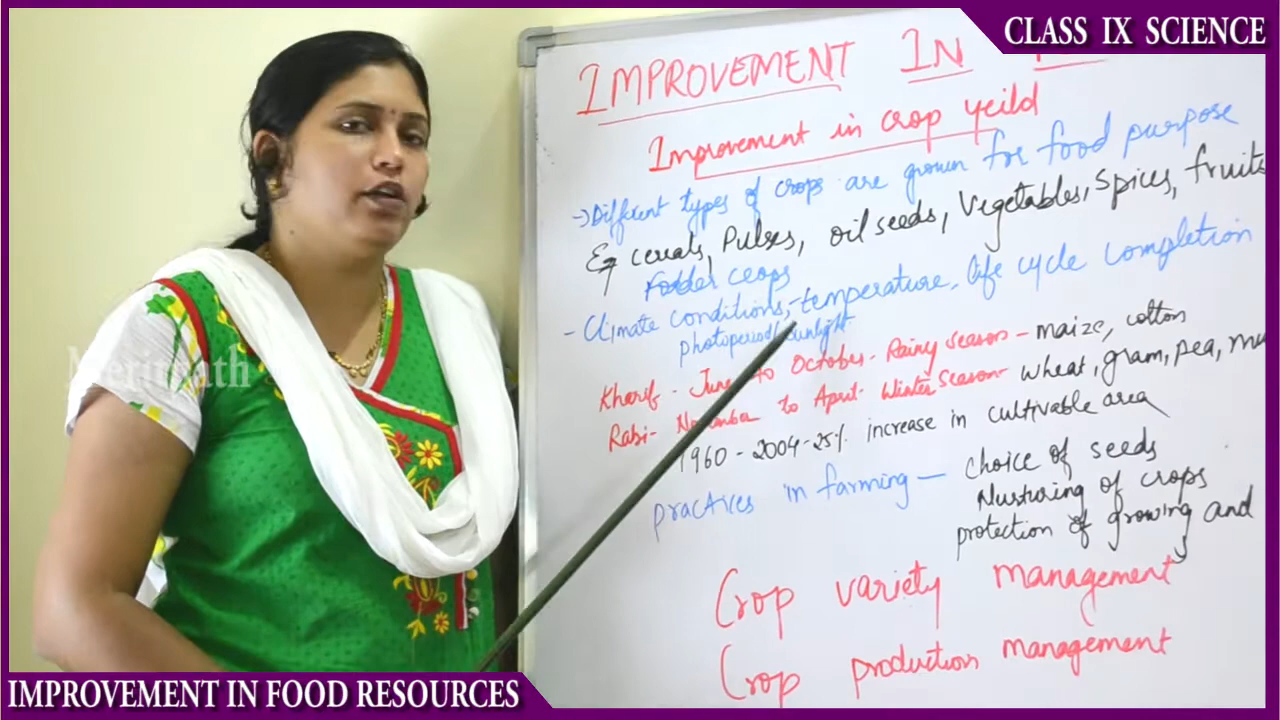 CLASS IX SCIENCE
IMPROVEMENT IN
Improvement in crop yeild
→ Different types of crops are grown for food purpose
Eg cereals, Pulses, oil seeds, Vegetables, Spices, fruits
Fodder crops
- Climate conditions, - temperature, life cycle completion
photoperiod/sunlight
Kharif - June to October - Rainy season - maize, cotton
Rabi - November to April - Winter Season - wheat, gram, pea, mu
1960 - 2004 - 25% increase in cultivable area
practives in farming - choice of seeds
Nurturing of crops
protection of growing and
Crop variety management
Crop production management
IMPROVEMENT IN FOOD RESOURCES